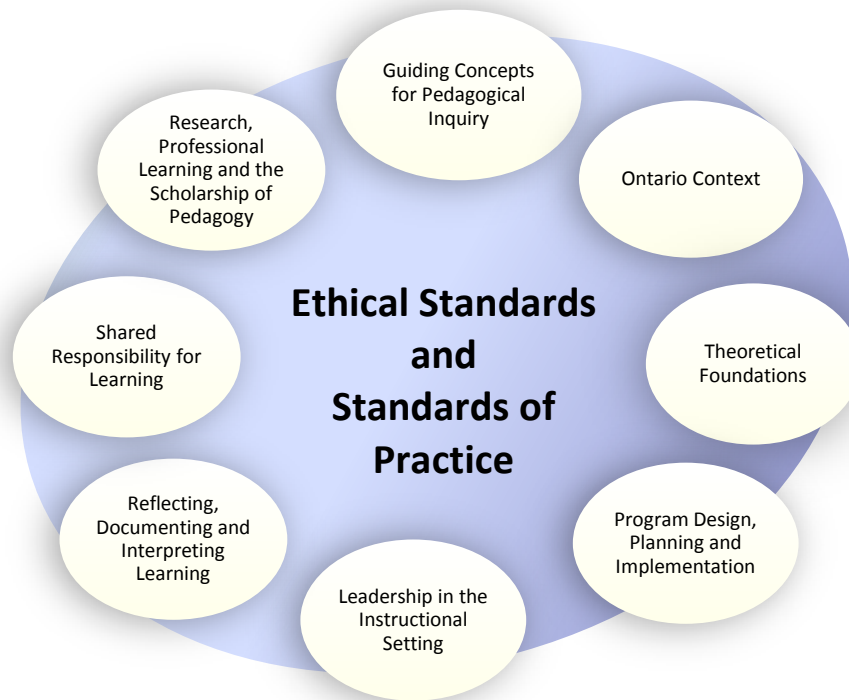 Guiding Concepts
for Pedagogical
Inquiry
Ontario Context
Theoretical
Foundations
Program Design,
Planning and
Implementation
Leadership in the
Instructional
Setting
Reflecting,
Documenting and
Interpreting
Learning
Shared
Responsibility for
Learning
Research,
Professional
Learning and the
Scholarship of
Pedagogy
Ethical Standards
and
Standards of
Practice